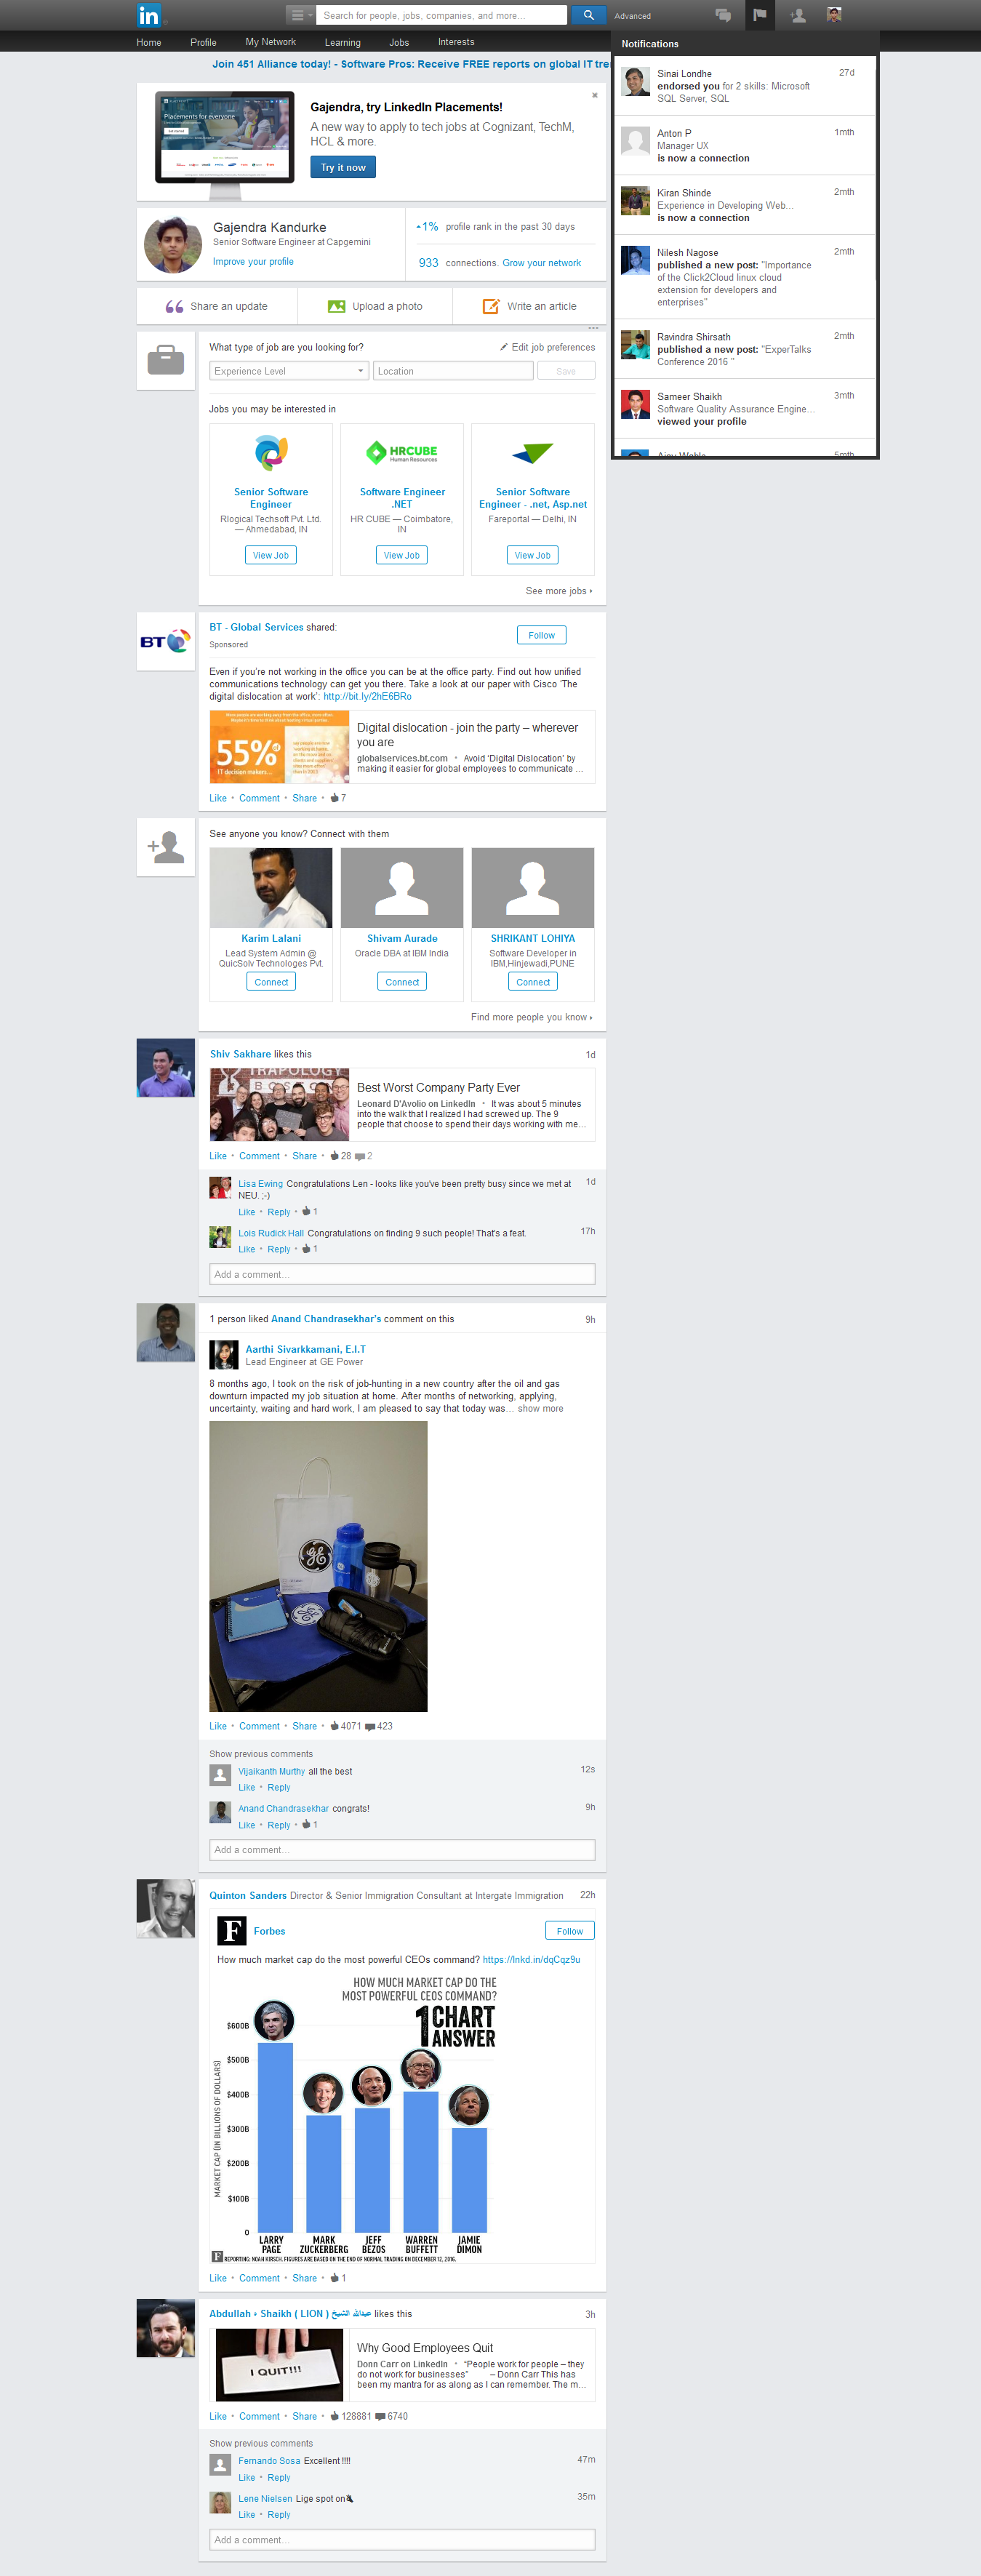 in
Search for people, jobs, companies, and more...
Advanced
Home Profile My Network Learning Jobs Interests
Notifications
Sinai Londhe 27d
endorsed you for 2 skills: Microsoft
SQL Server, SQL
Anton P 1mth
Manager UX
is now a connection
Kiran Shinde 2mth
Experience in Developing Web...
is now a connection
Nilesh Nagose 2mth
published a new post: "Importance
of the Click2Cloud linux cloud
extension for developers and
enterprises"
Ravindra Shirsath 2mth
published a new post: "ExperTalks
Conference 2016 "
Sameer Shaikh 3mth
Software Quality Assurance Engine...
viewed your profile
5mth
Join 451 Alliance today! - Software Pros: Receive FREE reports on global IT tre
Placements for everyone
Gajendra, try LinkedIn Placements!
A new way to apply to tech jobs at Cognizant, TechM,
HCL & more.
Try it now
Gajendra Kandurke
Senior Software Engineer at Capgemini
Improve your profile
1% profile rank in the past 30 days
933 connections. Grow your network
Share an update
Upload a photo
Write an article
What type of job are you looking for? Edit job preferences
Experience Level Location Save
Jobs you may be interested in
Senior Software
Engineer
Rlogical Techsoft Pvt. Ltd.
— Ahmedabad, IN
View Job
HRCUBE
Human Resources
Software Engineer
.NET
HR CUBE — Coimbatore,
IN
View Job
Senior Software
Engineer - .net, Asp.net
Fareportal — Delhi, IN
View Job
See more jobs
BT
BT - Global Services shared:
Sponsored
Follow
Even if you're not working in the office you can be at the office party. Find out how unified
communications technology can get you there. Take a look at our paper with Cisco 'The
digital dislocation at work': http://bit.ly/2hE6BRo
55% of
IT decision makers...
Digital dislocation - join the party – wherever
you are
globalservices.bt.com • Avoid 'Digital Dislocation' by
making it easier for global employees to communicate ...
Like • Comment • Share • 7
See anyone you know? Connect with them
Karim Lalani
Lead System Admin @
QuicSolv Technologes Pvt.
Connect
Shivam Aurade
Oracle DBA at IBM India
Connect
SHRIKANT LOHIYA
Software Developer in
IBM,Hinjewadi,PUNE
Connect
Find more people you know
Shiv Sakhare likes this 1d
TRAPOLOGY
BOSTON
Best Worst Company Party Ever
Leonard D'Avolio on LinkedIn • It was about 5 minutes
into the walk that I realized I had screwed up. The 9
people that choose to spend their days working with me...
Like • Comment • Share • 28 2
Lisa Ewing Congratulations Len - looks like you've been pretty busy since we met at 1d
NEU. ;-)
Like • Reply • 1
Lois Rudick Hall Congratulations on finding 9 such people! That's a feat. 17h
Like • Reply • 1
Add a comment...
1 person liked Anand Chandrasekhar's comment on this 9h
Aarthi Sivarkkamani, E.I.T
Lead Engineer at GE Power
8 months ago, I took on the risk of job-hunting in a new country after the oil and gas
downturn impacted my job situation at home. After months of networking, applying,
uncertainty, waiting and hard work, I am pleased to say that today was... show more
Like • Comment • Share • 4071 423
Show previous comments
Vijaikanth Murthy all the best 12s
Like • Reply
Anand Chandrasekhar congrats! 9h
Like • Reply • 1
Add a comment...
Quinton Sanders Director & Senior Immigration Consultant at Intergate Immigration 22h
F
Forbes
Follow
How much market cap do the most powerful CEOs command? https://lnkd.in/dqCqz9u
HOW MUCH MARKET CAP DO THE
MOST POWERFUL CEOS COMMAND?
1 CHART
ANSWER
MARKET CAP (IN BILLIONS OF DOLLARS)
$600B
$500B
$400B
$300B
$200B
$100B
0
LARRY
PAGE
MARK
ZUCKERBERG
JEFF
BEZOS
WARREN
BUFFETT
JAMIE
DIMON
F REPORTING: NOAH KIRSCH. FIGURES ARE BASED ON THE END OF NORMAL TRADING ON DECEMBER 12, 2016.
Like • Comment • Share • 1
Abdullah • Shaikh ( LION ) عبدالله الشيخ likes this 3h
I QUIT!!!
Why Good Employees Quit
Donn Carr on LinkedIn • "People work for people – they
do not work for businesses" – Donn Carr This has
been my mantra for as along as I can remember. The m...
Like • Comment • Share • 128881 6740
Show previous comments
Fernando Sosa Excellent !!!! 47m
Like • Reply
Lene Nielsen Lige spot on 35m
Like • Reply
Add a comment...